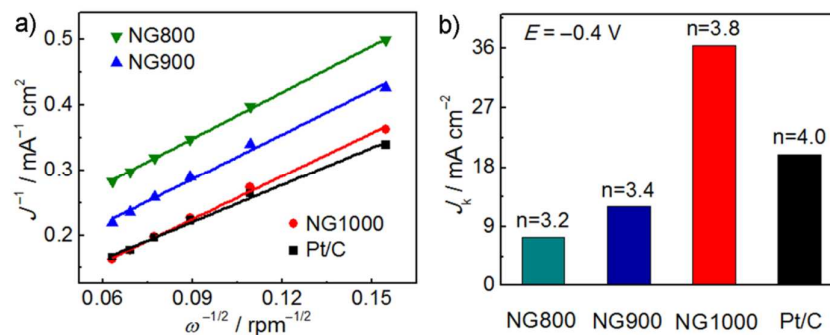 a)
NG800
NG900
NG1000
Pt/C
0.5
0.4
0.3
0.2
J⁻¹ / mA⁻¹ cm²
0.06 0.09 0.12 0.15
ω⁻¹/² / rpm⁻¹/²
b)
E = −0.4 V
n=3.8
n=4.0
n=3.4
n=3.2
36
27
18
9
0
Jₖ / mA cm⁻²
NG800 NG900 NG1000 Pt/C